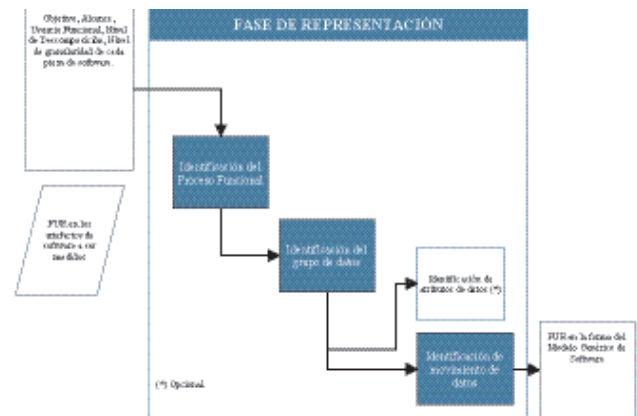 FASE DE REPRESENTACIÓN
Objetivo, Alcance,
Usuario Funcional, Nivel
de Descomposición, Nivel
de granularidad de cada
pieza de software.
Identificación del
Proceso Funcional
FUR en los
artefactos de
software a ser
medidos
Identificación del
grupo de datos
Identificación de
atributos de datos (*)
Identificación de
movimiento de
datos
FUR en la forma del
Modelo Genérico de
Software
(*) Opcional